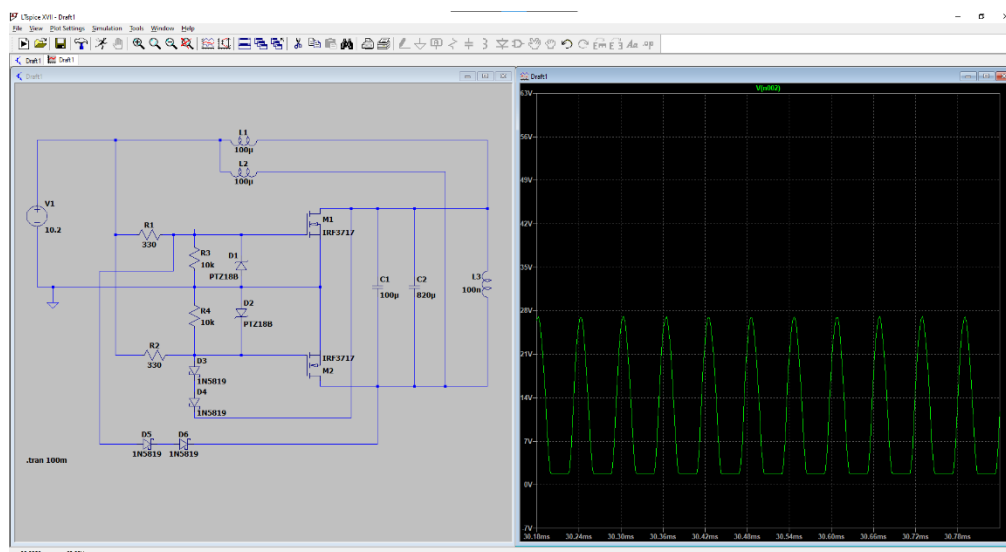 LTspice XVII - Draft1
File View Plot Settings Simulation Tools Window Help
Draft1 Draft1
Draft1
L1
100µ
L2
100µ
V1
10.2
R1
330
R3
10k
D1
PTZ18B
M1
IRF3717
R4
10k
D2
PTZ18B
C1
100µ
C2
820µ
L3
100n
R2
330
IRF3717
M2
D3
1N5819
D4
1N5819
D5
1N5819
D6
1N5819
.tran 100m
Draft1
V(n002)
63V
56V
49V
42V
35V
28V
21V
14V
7V
0V
-7V
30.18ms 30.24ms 30.30ms 30.36ms 30.42ms 30.48ms 30.54ms 30.60ms 30.66ms 30.72ms 30.78ms